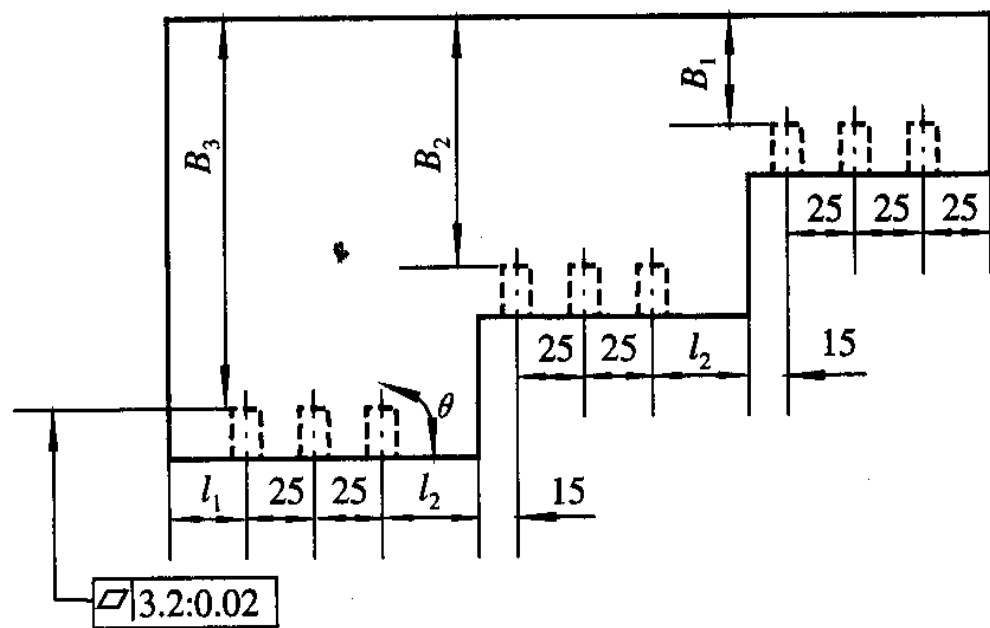 B₃
B₂
B₁
25 25 25
25 25 l₂ 15
θ
l₁ 25 25 l₂ 15
▱ 3.2:0.02